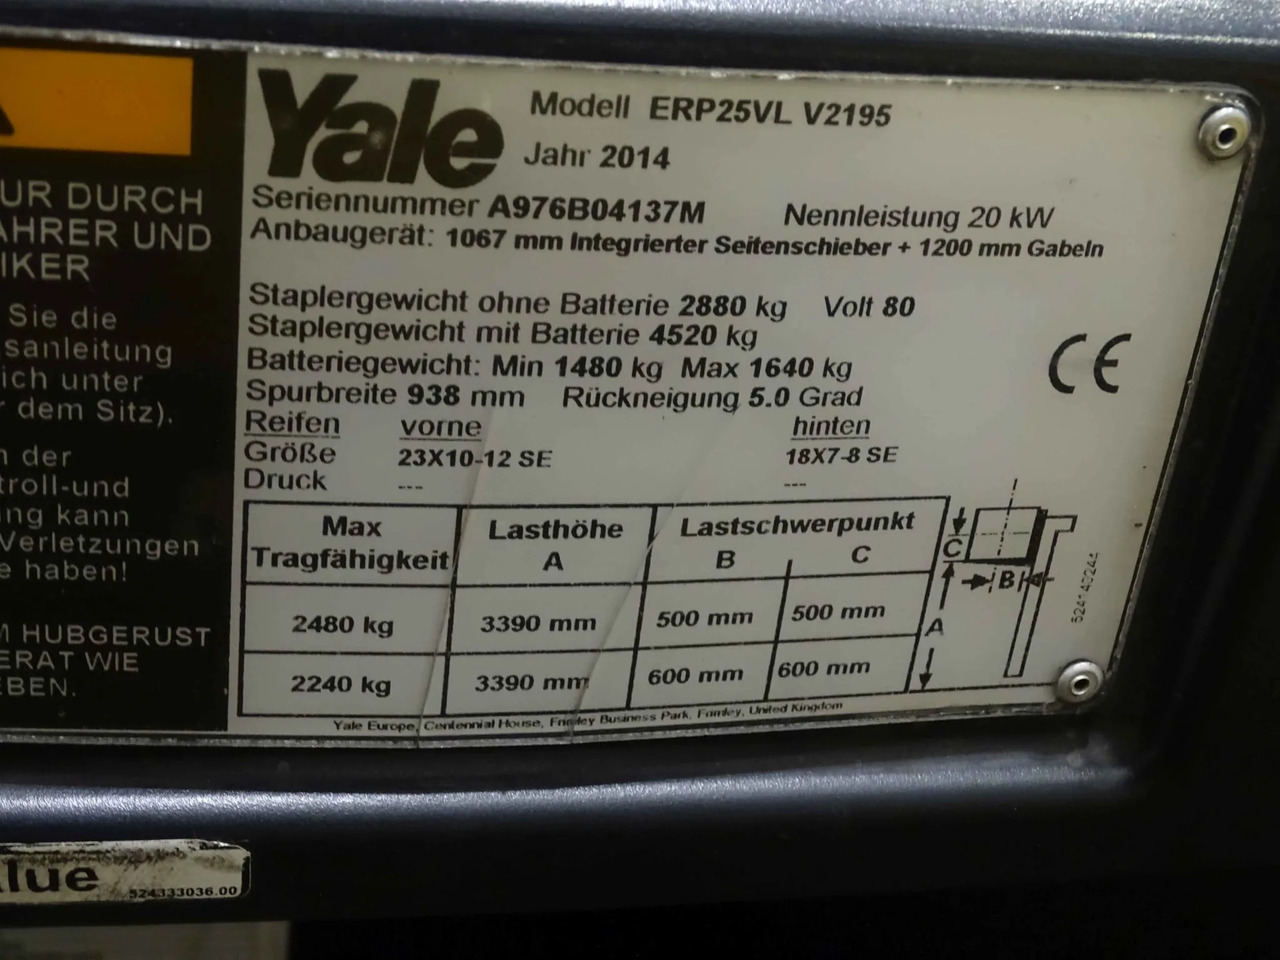 UR DURCH
AHRER UND
IKER
Sie die
sanleitung
ich unter
dem Sitz).
der
troll-und
ng kann
Verletzungen
e haben!
HUBGERUST
ERAT WIE
EBEN.
Yale
Modell ERP25VL V2195
Jahr 2014
Seriennummer A976B04137M Nennleistung 20 kW
Anbaugerät: 1067 mm Integrierter Seitenschieber + 1200 mm Gabeln
Staplergewicht ohne Batterie 2880 kg Volt 80
Staplergewicht mit Batterie 4520 kg
Batteriegewicht: Min 1480 kg Max 1640 kg
Spurbreite 938 mm Rückneigung 5.0 Grad
Reifen vorne hinten
Größe 23X10-12 SE 18X7-8 SE
Druck --- ---
CE
Max Tragfähigkeit Lasthöhe A Lastschwerpunkt B C
2480 kg 3390 mm 500 mm 500 mm
2240 kg 3390 mm 600 mm 600 mm
C
B
A
524140244
Yale Europe, Centennial House, Frimley Business Park, Frimley, United Kingdom
lue
524333036.00